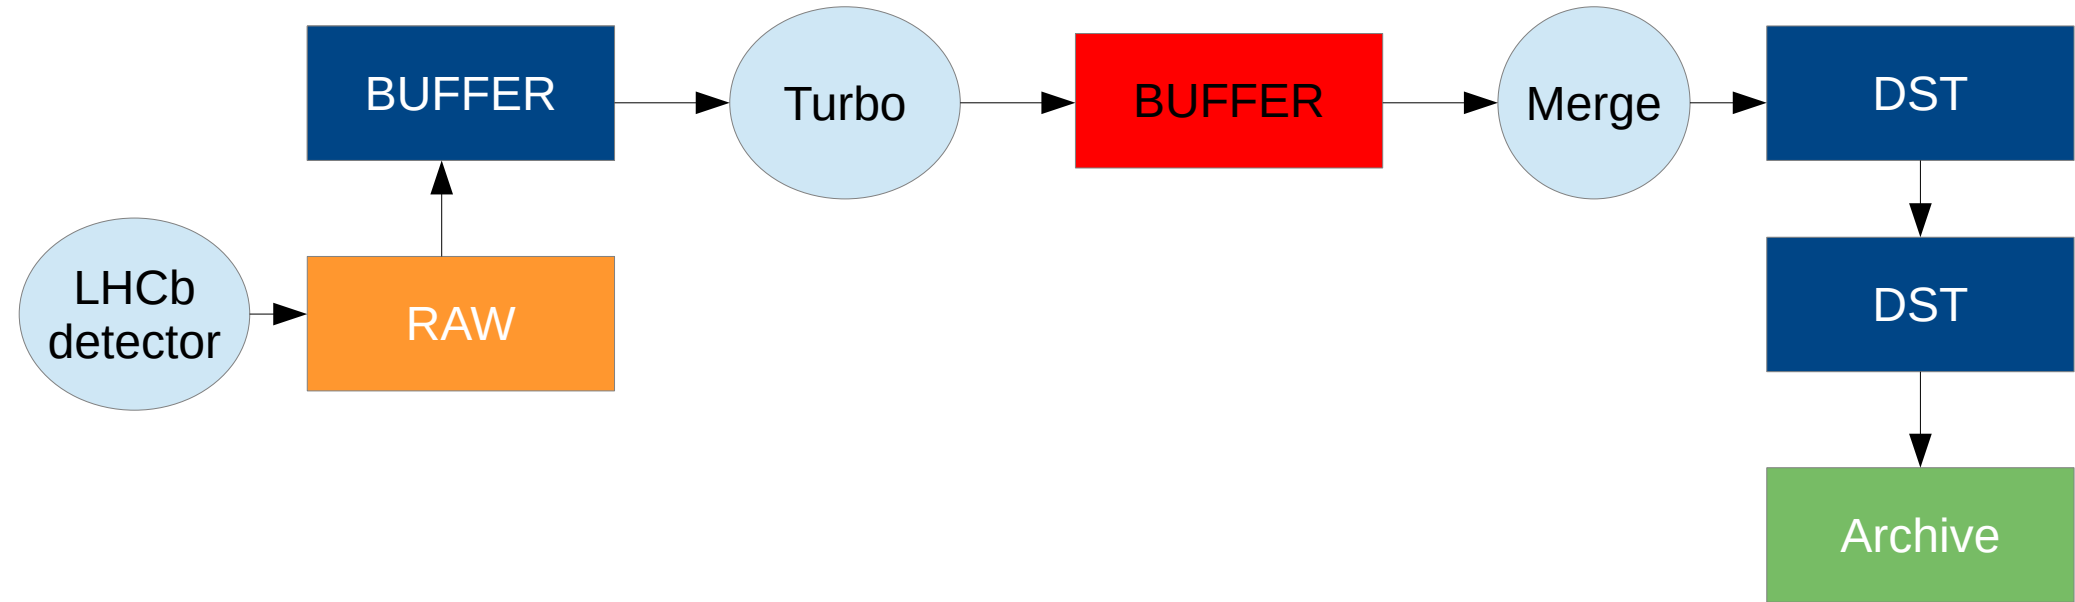 LHCb
detector
RAW
BUFFER
Turbo
BUFFER
Merge
DST
DST
Archive